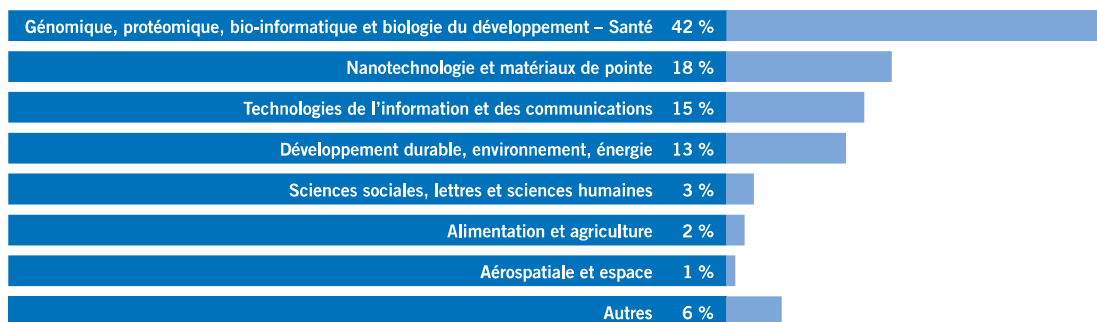 Génomique, protéomique, bio-informatique et biologie du développement – Santé 42 %
Nanotechnologie et matériaux de pointe 18 %
Technologies de l'information et des communications 15 %
Développement durable, environnement, énergie 13 %
Sciences sociales, lettres et sciences humaines 3 %
Alimentation et agriculture 2 %
Aérospatiale et espace 1 %
Autres 6 %